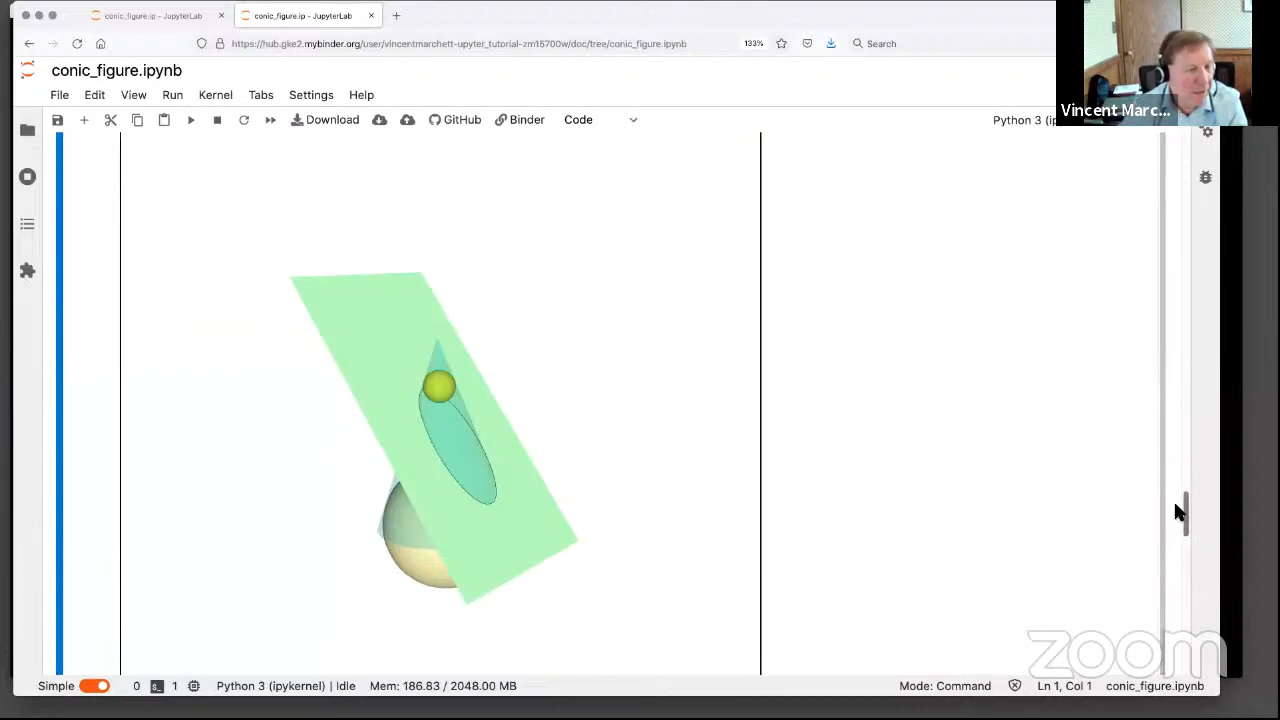 conic_figure.ip - JupyterLab
conic_figure.ip - JupyterLab
https://hub.gke2.mybinder.org/user/vincentmarchett-upyter_tutorial-zm15700w/doc/tree/conic_figure.ipynb
133%
Search
conic_figure.ipynb
File Edit View Run Kernel Tabs Settings Help
Download GitHub Binder Code
Python 3 (ip
Vincent Marc...
zoom
Simple 0 1 Python 3 (ipykernel) | Idle Mem: 186.83 / 2048.00 MB Mode: Command Ln 1, Col 1 conic_figure.ipynb